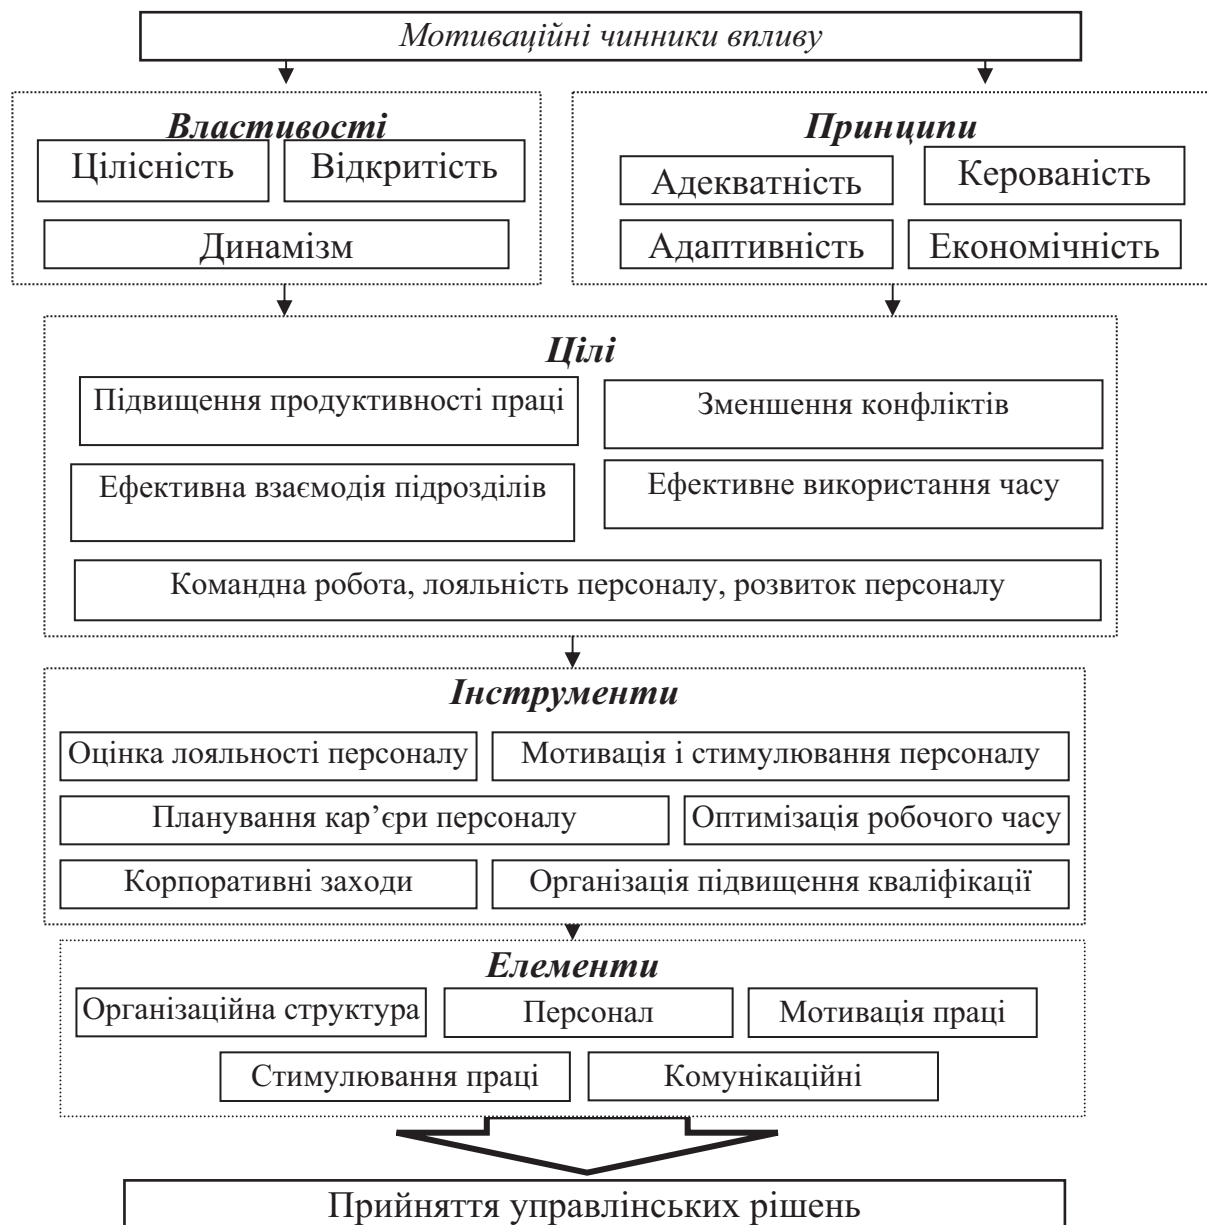 Мотиваційні чинники впливу
Властивості
Цілісність
Відкритість
Динамізм
Принципи
Адекватність
Керованість
Адаптивність
Економічність
Цілі
Підвищення продуктивності праці
Зменшення конфліктів
Ефективна взаємодія підрозділів
Ефективне використання часу
Командна робота, лояльність персоналу, розвиток персоналу
Інструменти
Оцінка лояльності персоналу
Мотивація і стимулювання персоналу
Планування кар’єри персоналу
Оптимізація робочого часу
Корпоративні заходи
Організація підвищення кваліфікації
Елементи
Організаційна структура
Персонал
Мотивація праці
Стимулювання праці
Комунікаційні
Прийняття управлінських рішень